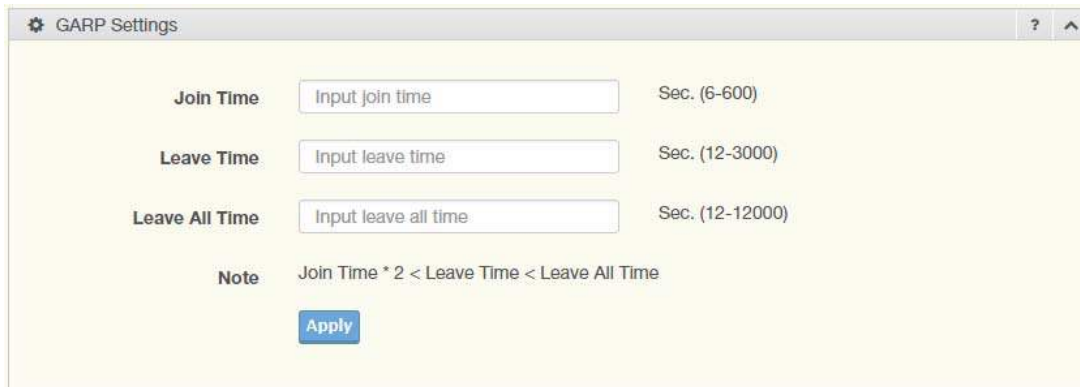 GARP Settings ?
Join Time Input join time Sec. (6-600)
Leave Time Input leave time Sec. (12-3000)
Leave All Time Input leave all time Sec. (12-12000)
Note Join Time * 2 < Leave Time < Leave All Time
Apply